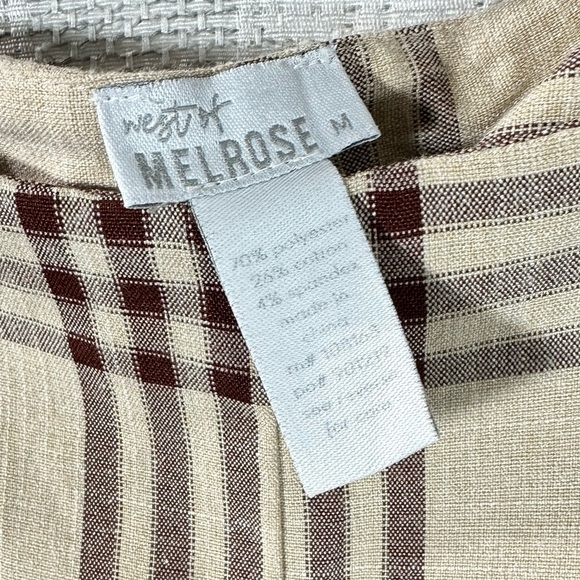 west of
MELROSE M
70% polyester
26% cotton
4% spandex
made in
china
see reverse
for care